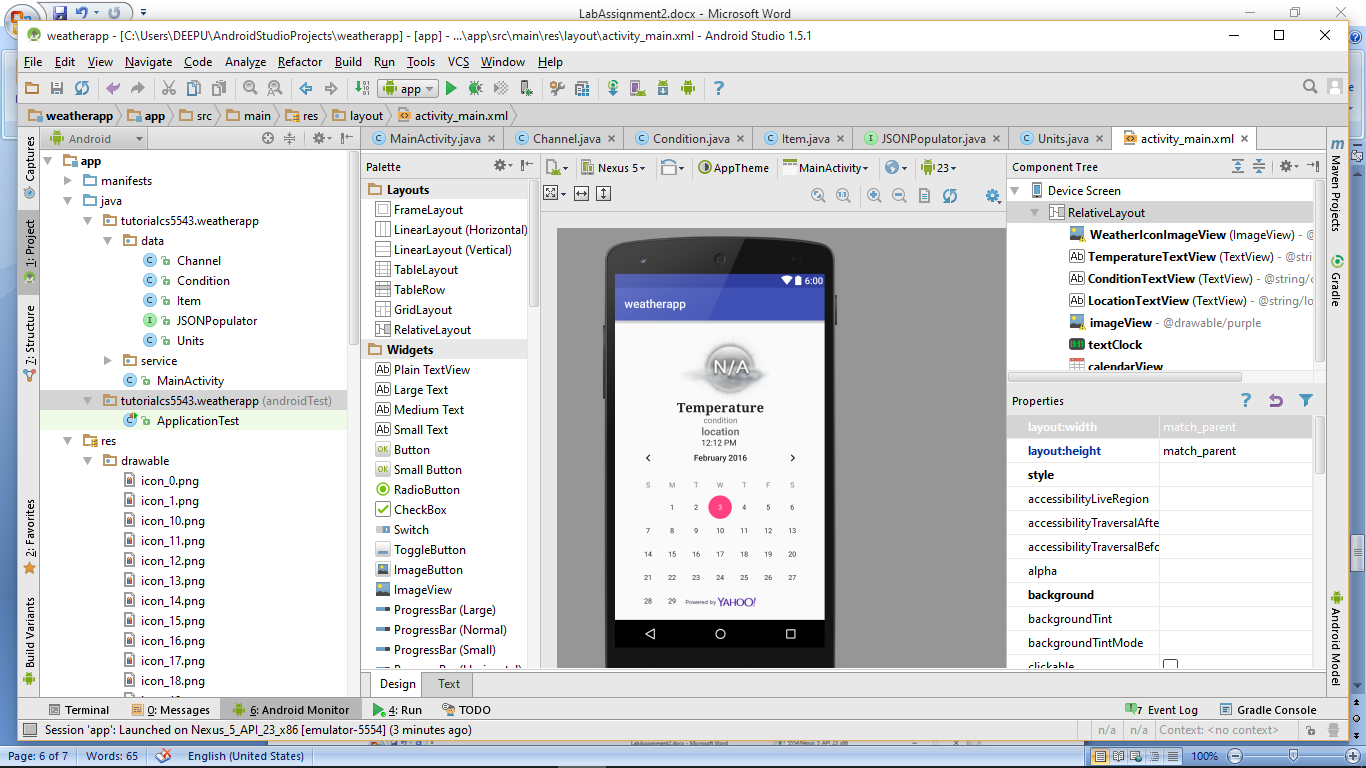 LabAssignment2.docx - Microsoft Word
weatherapp - [C:\Users\DEEPU\AndroidStudioProjects\weatherapp] - [app] - ...\app\src\main\res\layout\activity_main.xml - Android Studio 1.5.1
File Edit View Navigate Code Analyze Refactor Build Run Tools VCS Window Help
app
weatherapp app src main res layout activity_main.xml
Android
MainActivity.java Channel.java Condition.java Item.java JSONPopulator.java Units.java activity_main.xml
Captures
1: Project
7: Structure
2: Favorites
Build Variants
app
manifests
java
tutorialcs5543.weatherapp
data
Channel
Condition
Item
JSONPopulator
Units
service
MainActivity
tutorialcs5543.weatherapp (androidTest)
ApplicationTest
res
drawable
icon_0.png
icon_1.png
icon_10.png
icon_11.png
icon_12.png
icon_13.png
icon_14.png
icon_15.png
icon_16.png
icon_17.png
icon_18.png
Palette
Layouts
FrameLayout
LinearLayout (Horizontal)
LinearLayout (Vertical)
TableLayout
TableRow
GridLayout
RelativeLayout
Widgets
Plain TextView
Large Text
Medium Text
Small Text
Button
Small Button
RadioButton
CheckBox
Switch
ToggleButton
ImageButton
ImageView
ProgressBar (Large)
ProgressBar (Normal)
ProgressBar (Small)
Nexus 5 AppTheme MainActivity 23
6:00
weatherapp
N/A
Temperature
condition
location
12:12 PM
February 2016
S M T W T F S
1 2 3 4 5 6
7 8 9 10 11 12 13
14 15 16 17 18 19 20
21 22 23 24 25 26 27
28 29 Powered by YAHOO!
Design Text
Component Tree
Device Screen
RelativeLayout
WeatherIconImageView (ImageView) - @
TemperatureTextView (TextView) - @stri
ConditionTextView (TextView) - @string/
LocationTextView (TextView) - @string/lo
imageView - @drawable/purple
textClock
calendarView
Properties
layout:width match_parent
layout:height match_parent
style
accessibilityLiveRegion
accessibilityTraversalAfte
accessibilityTraversalBefo
alpha
background
backgroundTint
backgroundTintMode
clickable
Maven Projects
Gradle
Android Model
Terminal 0: Messages 6: Android Monitor 4: Run TODO 7 Event Log Gradle Console
Session 'app': Launched on Nexus_5_API_23_x86 [emulator-5554] (3 minutes ago) n/a n/a Context: <no context>
Page: 6 of 7 Words: 65 English (United States) 100%